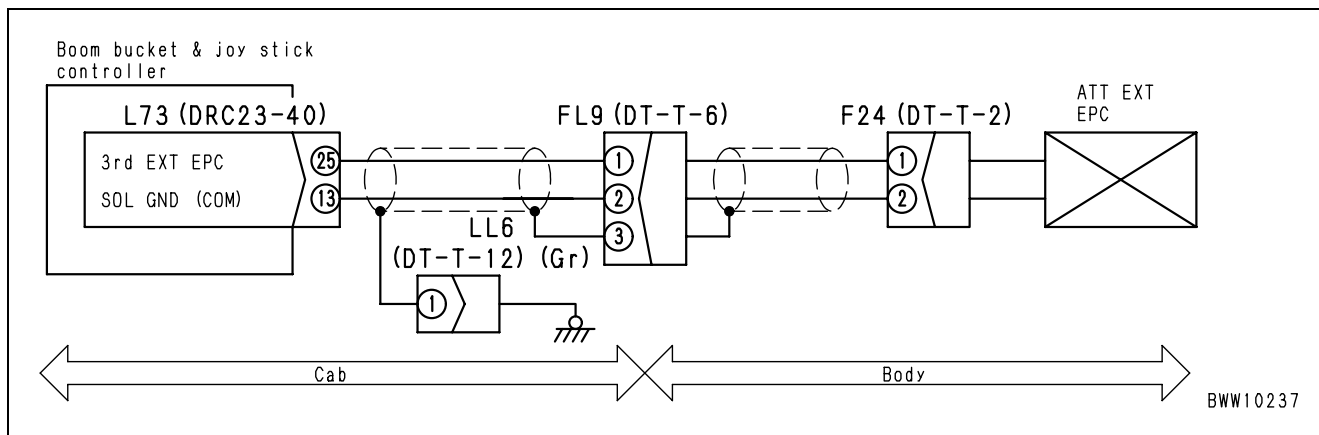 Boom bucket & joy stick
controller
L73 (DRC23-40)
FL9 (DT-T-6)
F24 (DT-T-2)
ATT EXT
EPC
3rd EXT EPC
25
1
1
SOL GND (COM)
13
2
2
3
LL6
(DT-T-12) (Gr)
1
Cab
Body
BWW10237